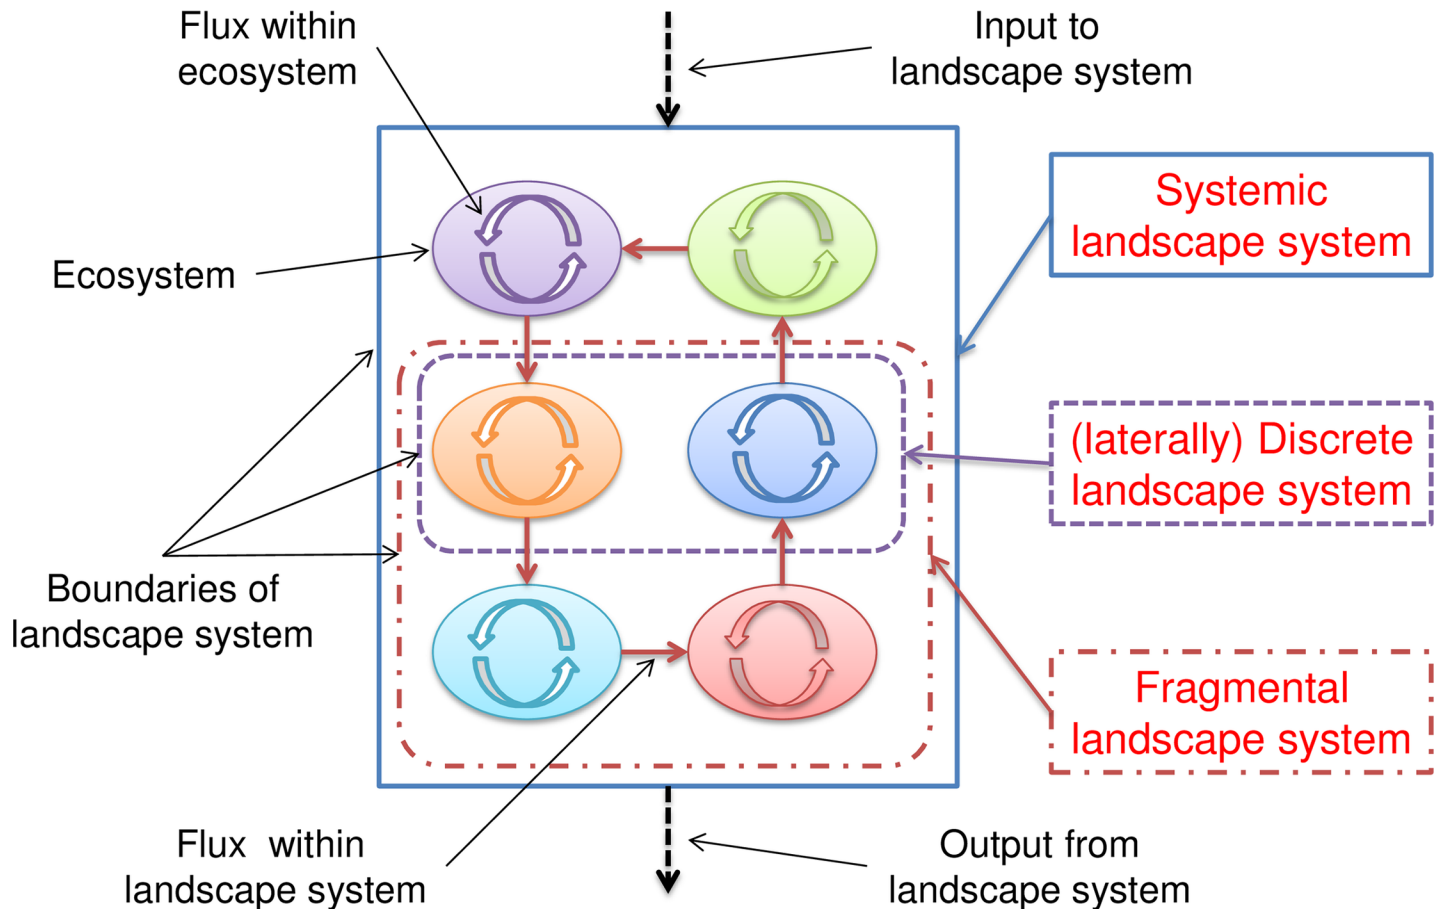 Flux within
ecosystem
Input to
landscape system
Systemic
landscape system
Ecosystem
(laterally) Discrete
landscape system
Boundaries of
landscape system
Fragmental
landscape system
Flux within
landscape system
Output from
landscape system